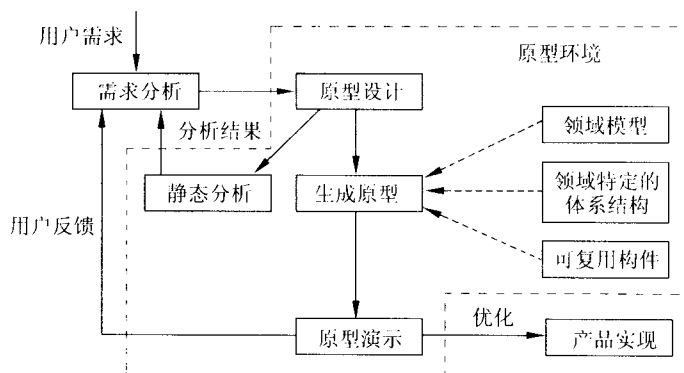 用户需求
原型环境
需求分析
原型设计
分析结果
领域模型
静态分析
生成原型
领域特定的
体系结构
用户反馈
可复用构件
优化
原型演示
产品实现